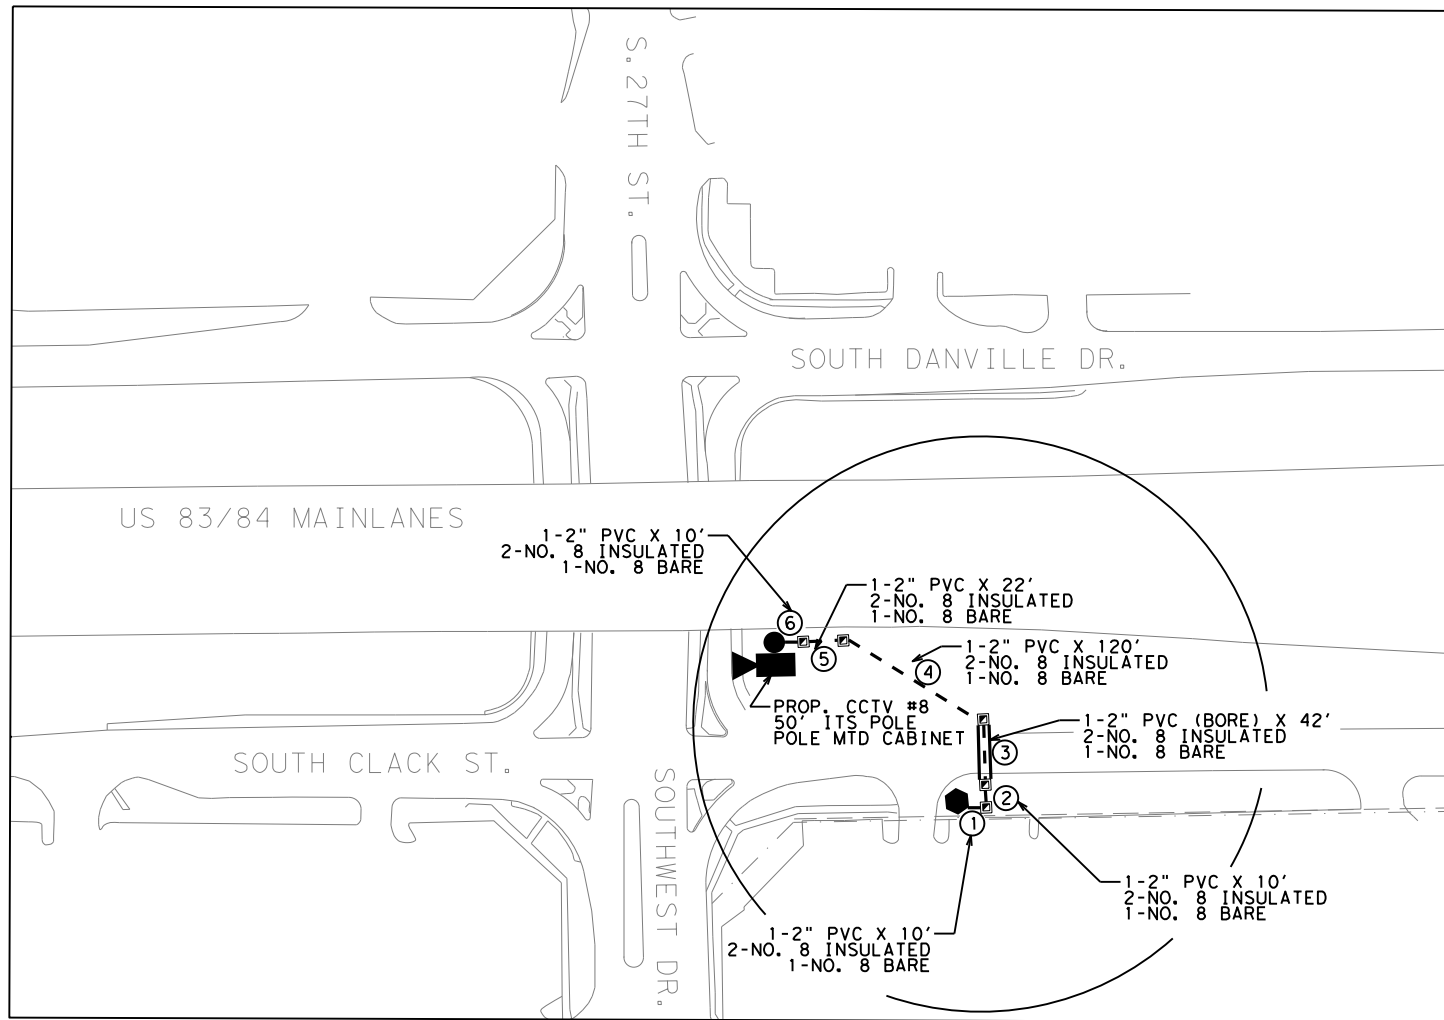 S. 27TH ST.
SOUTH DANVILLE DR.
US 83/84 MAINLANES
1-2" PVC X 10'
2-NO. 8 INSULATED
1-NO. 8 BARE
1-2" PVC X 22'
2-NO. 8 INSULATED
1-NO. 8 BARE
6
5
1-2" PVC X 120'
2-NO. 8 INSULATED
1-NO. 8 BARE
4
PROP. CCTV #8
50' ITS POLE
POLE MTD CABINET
1-2" PVC (BORE) X 42'
2-NO. 8 INSULATED
1-NO. 8 BARE
3
SOUTH CLACK ST.
SOUTHWEST DR.
2
1
1-2" PVC X 10'
2-NO. 8 INSULATED
1-NO. 8 BARE
1-2" PVC X 10'
2-NO. 8 INSULATED
1-NO. 8 BARE